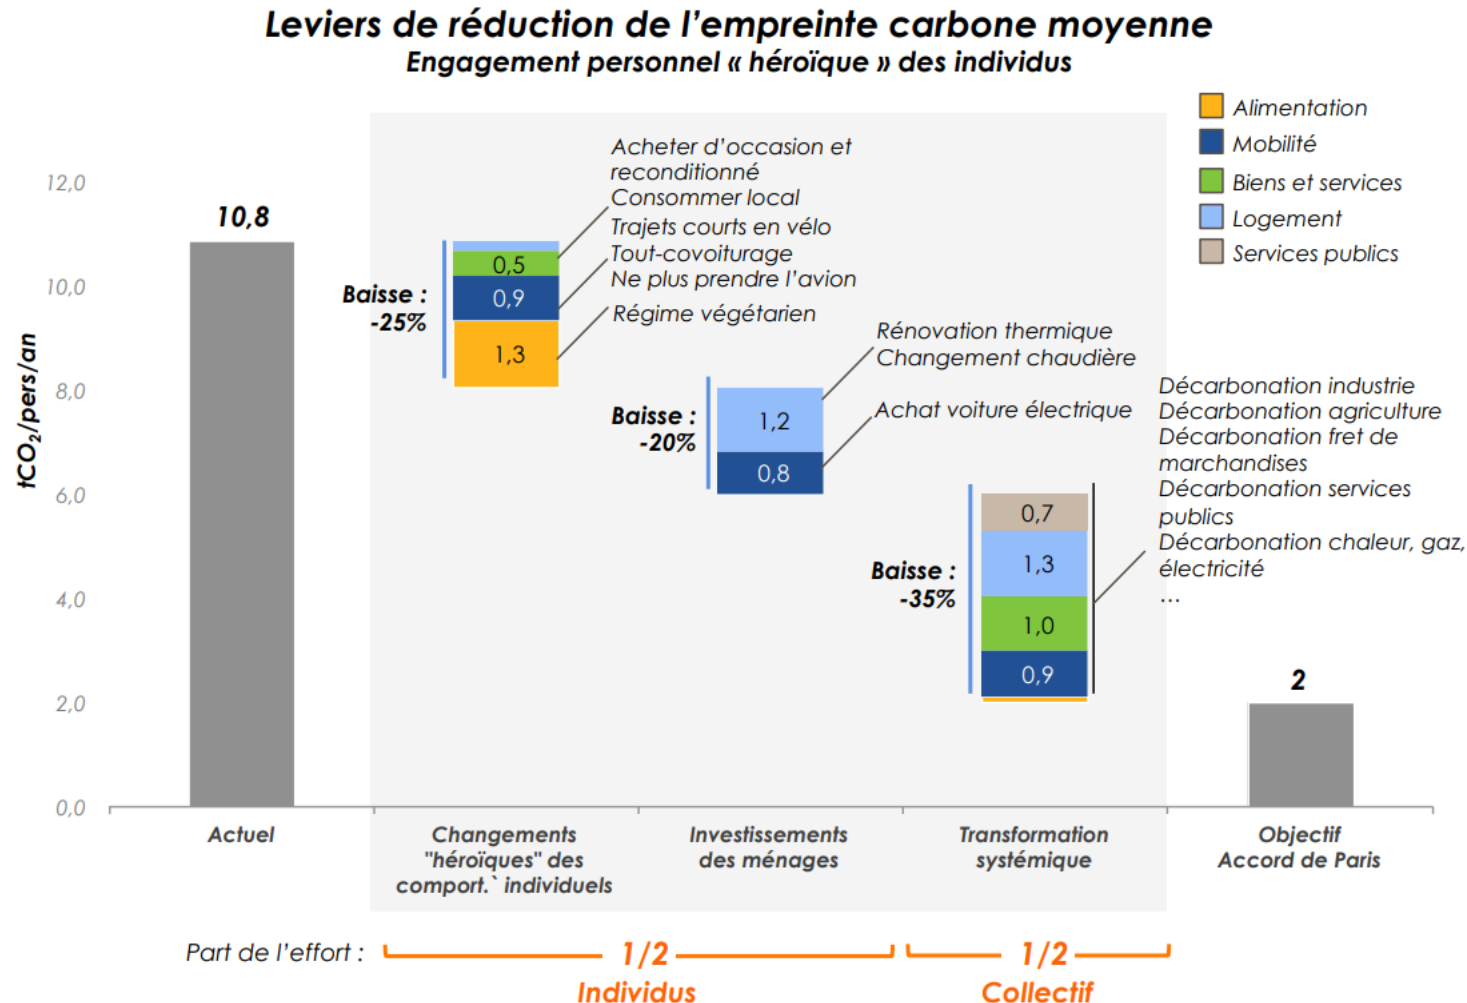 Leviers de réduction de l'empreinte carbone moyenne
Engagement personnel « héroïque » des individus
Alimentation
Mobilité
Biens et services
Logement
Services publics
tCO₂/pers/an
12,0
10,0
8,0
6,0
4,0
2,0
0,0
10,8
Baisse :
-25%
0,5
0,9
1,3
Acheter d'occasion et
reconditionné
Consommer local
Trajets courts en vélo
Tout-covoiturage
Ne plus prendre l'avion
Régime végétarien
Baisse :
-20%
1,2
0,8
Rénovation thermique
Changement chaudière
Achat voiture électrique
Baisse :
-35%
0,7
1,3
1,0
0,9
Décarbonation industrie
Décarbonation agriculture
Décarbonation fret de
marchandises
Décarbonation services
publics
Décarbonation chaleur, gaz,
électricité
...
2
Actuel
Changements
"héroïques" des
comport.` individuels
Investissements
des ménages
Transformation
systémique
Objectif
Accord de Paris
Part de l'effort :
1/2
Individus
1/2
Collectif